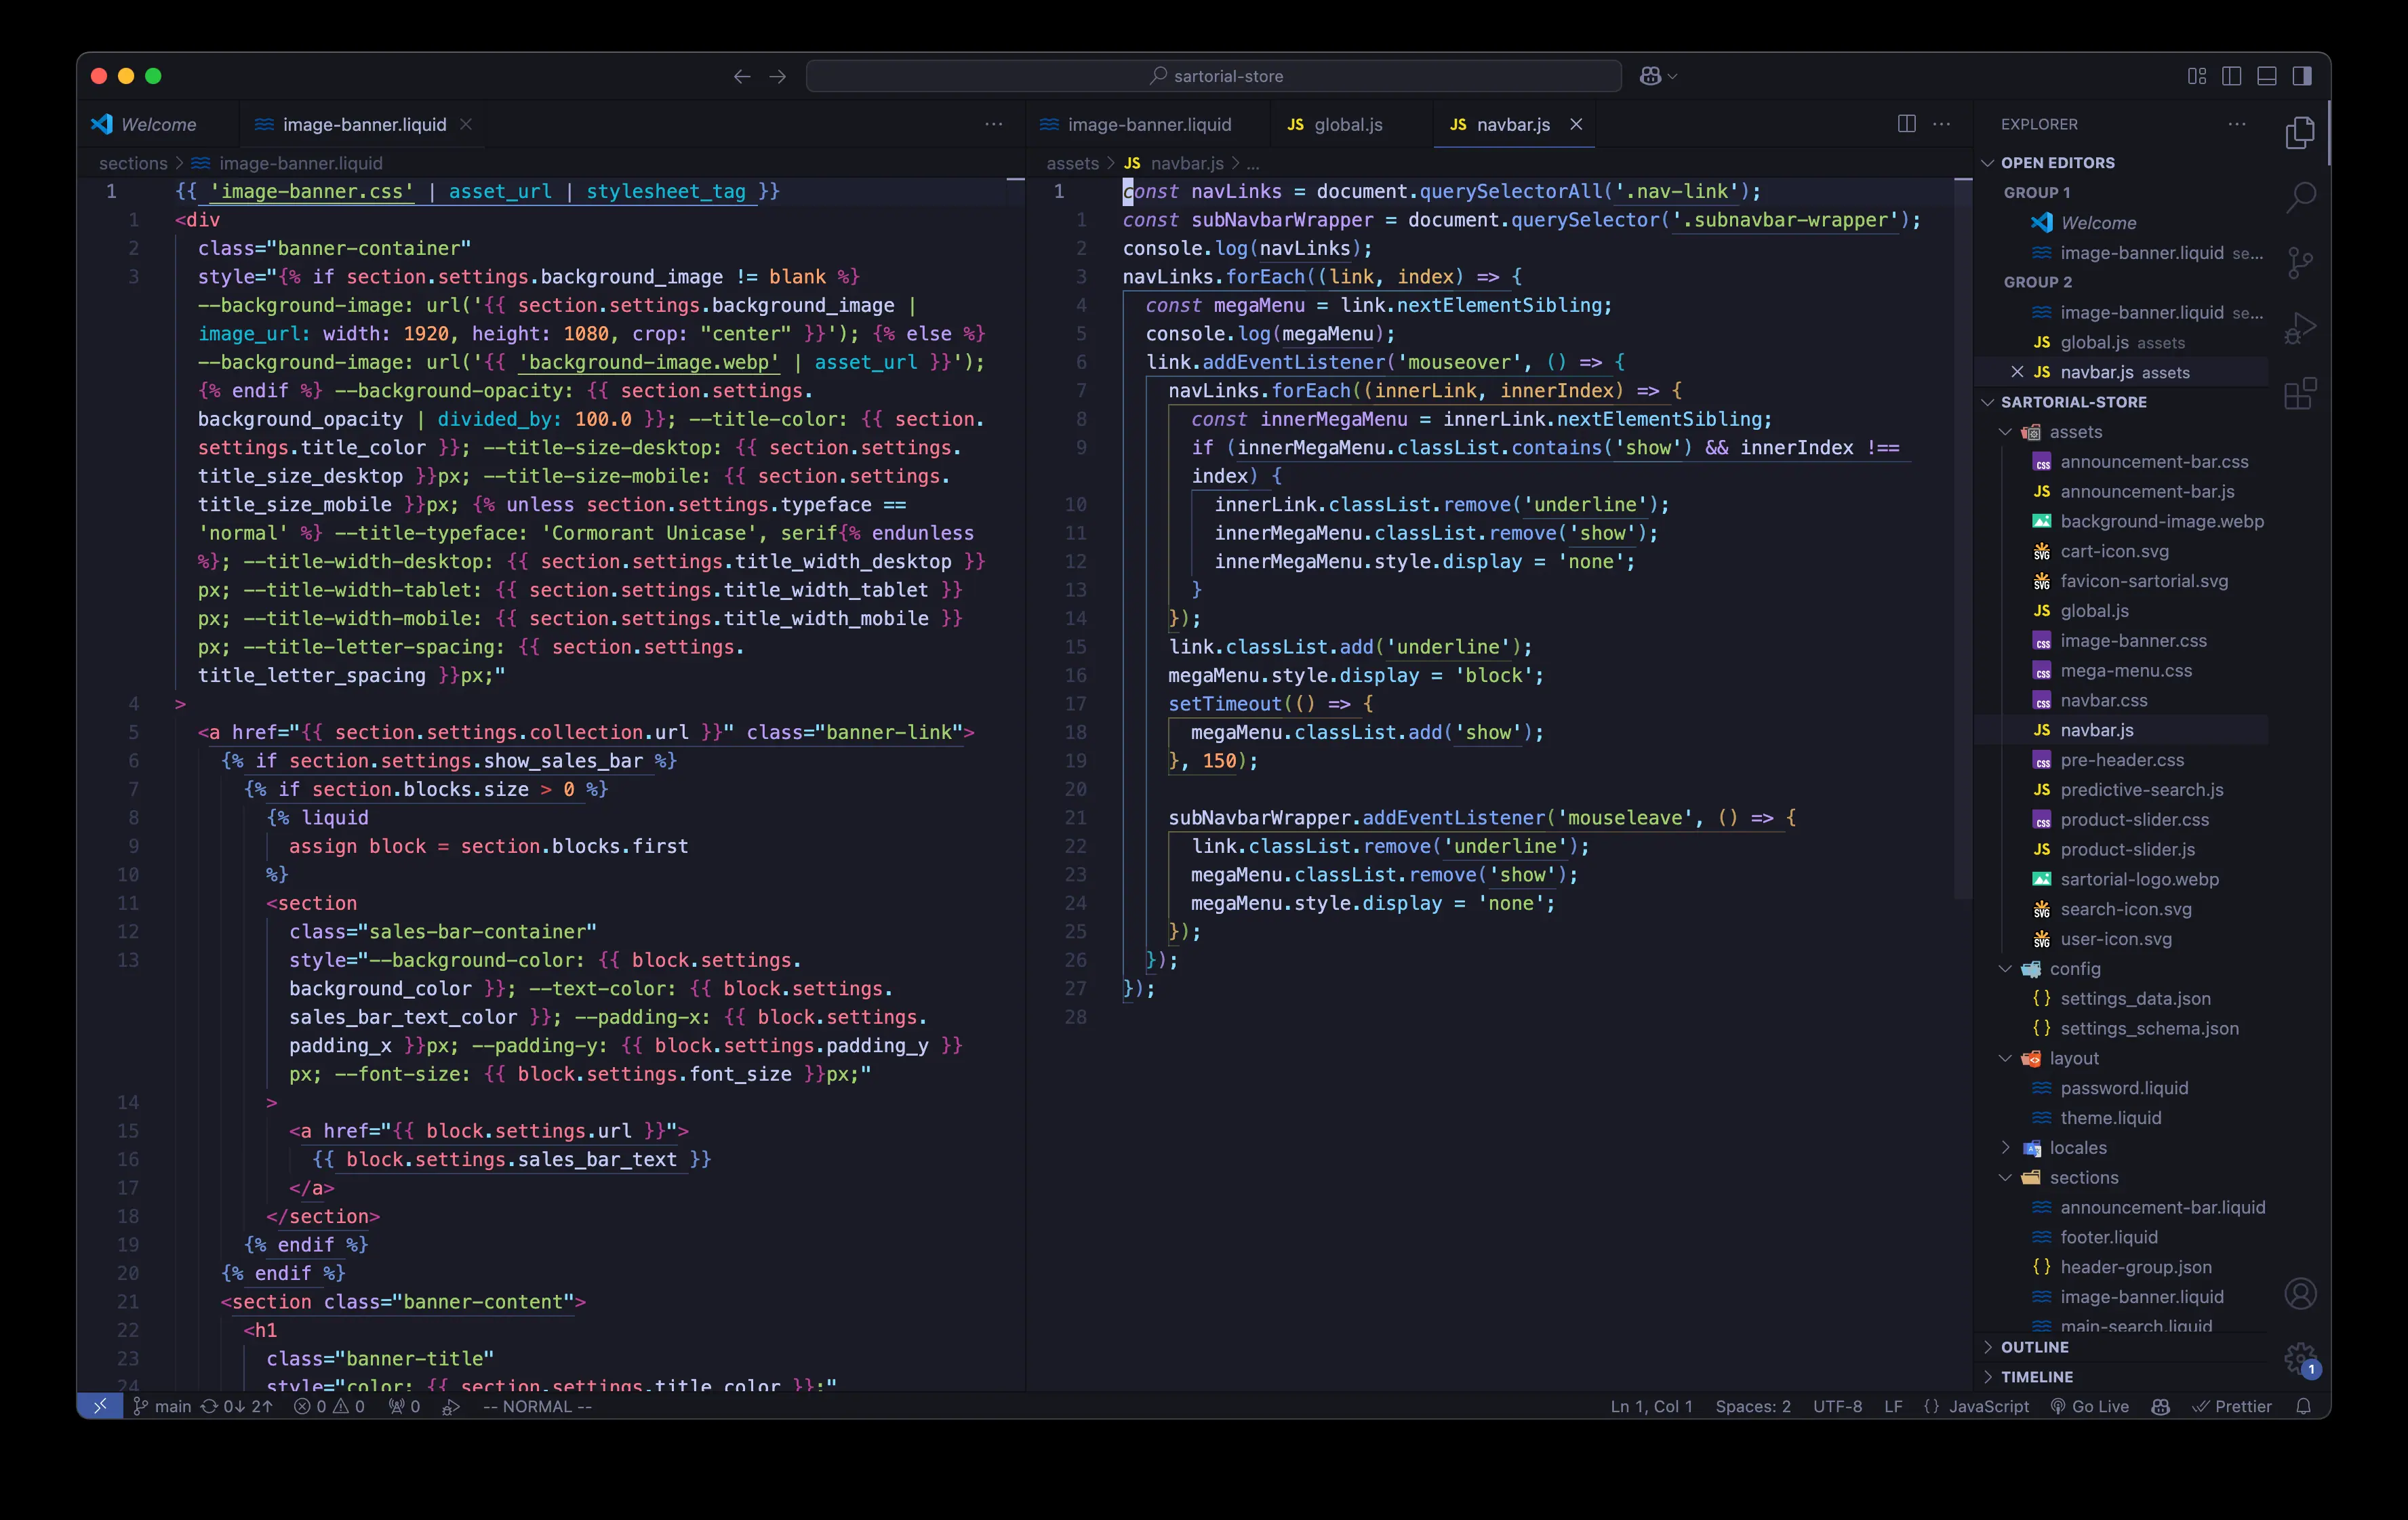 sartorial-store
Welcome
image-banner.liquid
sections > image-banner.liquid
1 {{ 'image-banner.css' | asset_url | stylesheet_tag }}
1 <div
2 class="banner-container"
3 style="{% if section.settings.background_image != blank %}
--background-image: url('{{ section.settings.background_image |
image_url: width: 1920, height: 1080, crop: "center" }}'); {% else %}
--background-image: url('{{ 'background-image.webp' | asset_url }}');
{% endif %} --background-opacity: {{ section.settings.
background_opacity | divided_by: 100.0 }}; --title-color: {{ section.
settings.title_color }}; --title-size-desktop: {{ section.settings.
title_size_desktop }}px; --title-size-mobile: {{ section.settings.
title_size_mobile }}px; {% unless section.settings.typeface ==
'normal' %} --title-typeface: 'Cormorant Unicase', serif{% endunless
%}; --title-width-desktop: {{ section.settings.title_width_desktop }}
px; --title-width-tablet: {{ section.settings.title_width_tablet }}
px; --title-width-mobile: {{ section.settings.title_width_mobile }}
px; --title-letter-spacing: {{ section.settings.
title_letter_spacing }}px;"
4 >
5 <a href="{{ section.settings.collection.url }}" class="banner-link">
6 {% if section.settings.show_sales_bar %}
7 {% if section.blocks.size > 0 %}
8 {% liquid
9 assign block = section.blocks.first
10 %}
11 <section
12 class="sales-bar-container"
13 style="--background-color: {{ block.settings.
background_color }}; --text-color: {{ block.settings.
sales_bar_text_color }}; --padding-x: {{ block.settings.
padding_x }}px; --padding-y: {{ block.settings.padding_y }}
px; --font-size: {{ block.settings.font_size }}px;"
14 >
15 <a href="{{ block.settings.url }}">
16 {{ block.settings.sales_bar_text }}
17 </a>
18 </section>
19 {% endif %}
20 {% endif %}
21 <section class="banner-content">
22 <h1
23 class="banner-title"
24 style="color: {{ section.settings.title_color }};"
image-banner.liquid
JS global.js
JS navbar.js
assets > JS navbar.js > ...
1 const navLinks = document.querySelectorAll('.nav-link');
1 const subNavbarWrapper = document.querySelector('.subnavbar-wrapper');
2 console.log(navLinks);
3 navLinks.forEach((link, index) => {
4 const megaMenu = link.nextElementSibling;
5 console.log(megaMenu);
6 link.addEventListener('mouseover', () => {
7 navLinks.forEach((innerLink, innerIndex) => {
8 const innerMegaMenu = innerLink.nextElementSibling;
9 if (innerMegaMenu.classList.contains('show') && innerIndex !==
index) {
10 innerLink.classList.remove('underline');
11 innerMegaMenu.classList.remove('show');
12 innerMegaMenu.style.display = 'none';
13 }
14 });
15 link.classList.add('underline');
16 megaMenu.style.display = 'block';
17 setTimeout(() => {
18 megaMenu.classList.add('show');
19 }, 150);
20
21 subNavbarWrapper.addEventListener('mouseleave', () => {
22 link.classList.remove('underline');
23 megaMenu.classList.remove('show');
24 megaMenu.style.display = 'none';
25 });
26 });
27 });
28
EXPLORER
OPEN EDITORS
GROUP 1
Welcome
image-banner.liquid se...
GROUP 2
image-banner.liquid se...
JS global.js assets
JS navbar.js assets
SARTORIAL-STORE
assets
css announcement-bar.css
JS announcement-bar.js
background-image.webp
SVG cart-icon.svg
SVG favicon-sartorial.svg
JS global.js
css image-banner.css
css mega-menu.css
css navbar.css
JS navbar.js
css pre-header.css
JS predictive-search.js
css product-slider.css
JS product-slider.js
sartorial-logo.webp
SVG search-icon.svg
SVG user-icon.svg
config
{} settings_data.json
{} settings_schema.json
layout
password.liquid
theme.liquid
locales
sections
announcement-bar.liquid
footer.liquid
{} header-group.json
image-banner.liquid
main-search.liquid
OUTLINE
TIMELINE
1
main 0↓ 2↑ 0 0 0 -- NORMAL --
Ln 1, Col 1 Spaces: 2 UTF-8 LF {} JavaScript Go Live Prettier